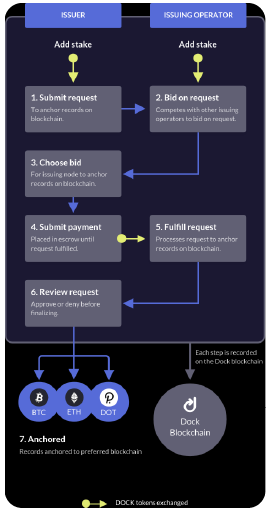 ISSUER
ISSUING OPERATOR
Add stake
Add stake
1. Submit request
To anchor records on
blockchain.
2. Bid on request
Competes with other issuing
operators to bid on request.
3. Choose bid
For issuing node to anchor
records on blockchain.
4. Submit payment
Placed in escrow until
request fulfilled.
5. Fulfill request
Processes request to anchor
records on blockchain.
6. Review request
Approve or deny before
finalizing.
Each step is recorded
on the Dock blockchain
BTC
ETH
DOT
Dock
Blockchain
7. Anchored
Records anchored to preferred blockchain
DOCK tokens exchanged